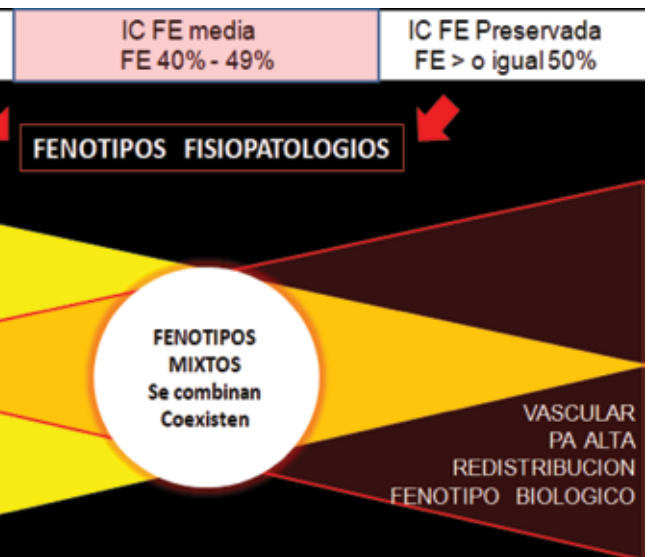 IC FE media
FE 40% - 49%
IC FE Preservada
FE > o igual 50%
FENOTIPOS FISIOPATOLOGIOS
FENOTIPOS
MIXTOS
Se combinan
Coexisten
VASCULAR
PA ALTA
REDISTRIBUCION
FENOTIPO BIOLOGICO